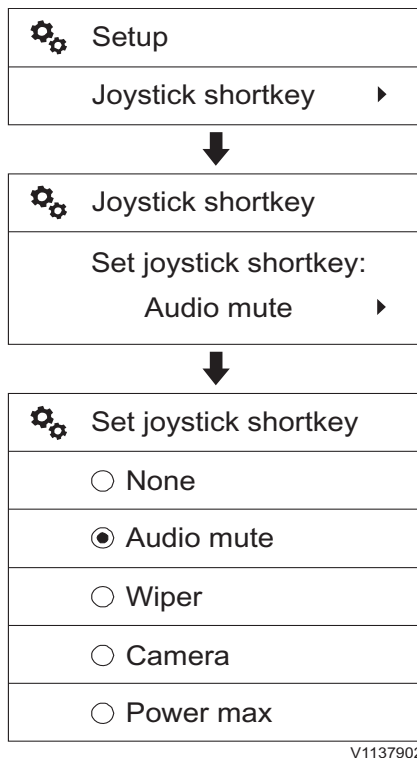 Setup
Joystick shortkey
Joystick shortkey
Set joystick shortkey:
Audio mute
Set joystick shortkey
None
Audio mute
Wiper
Camera
Power max
V1137902